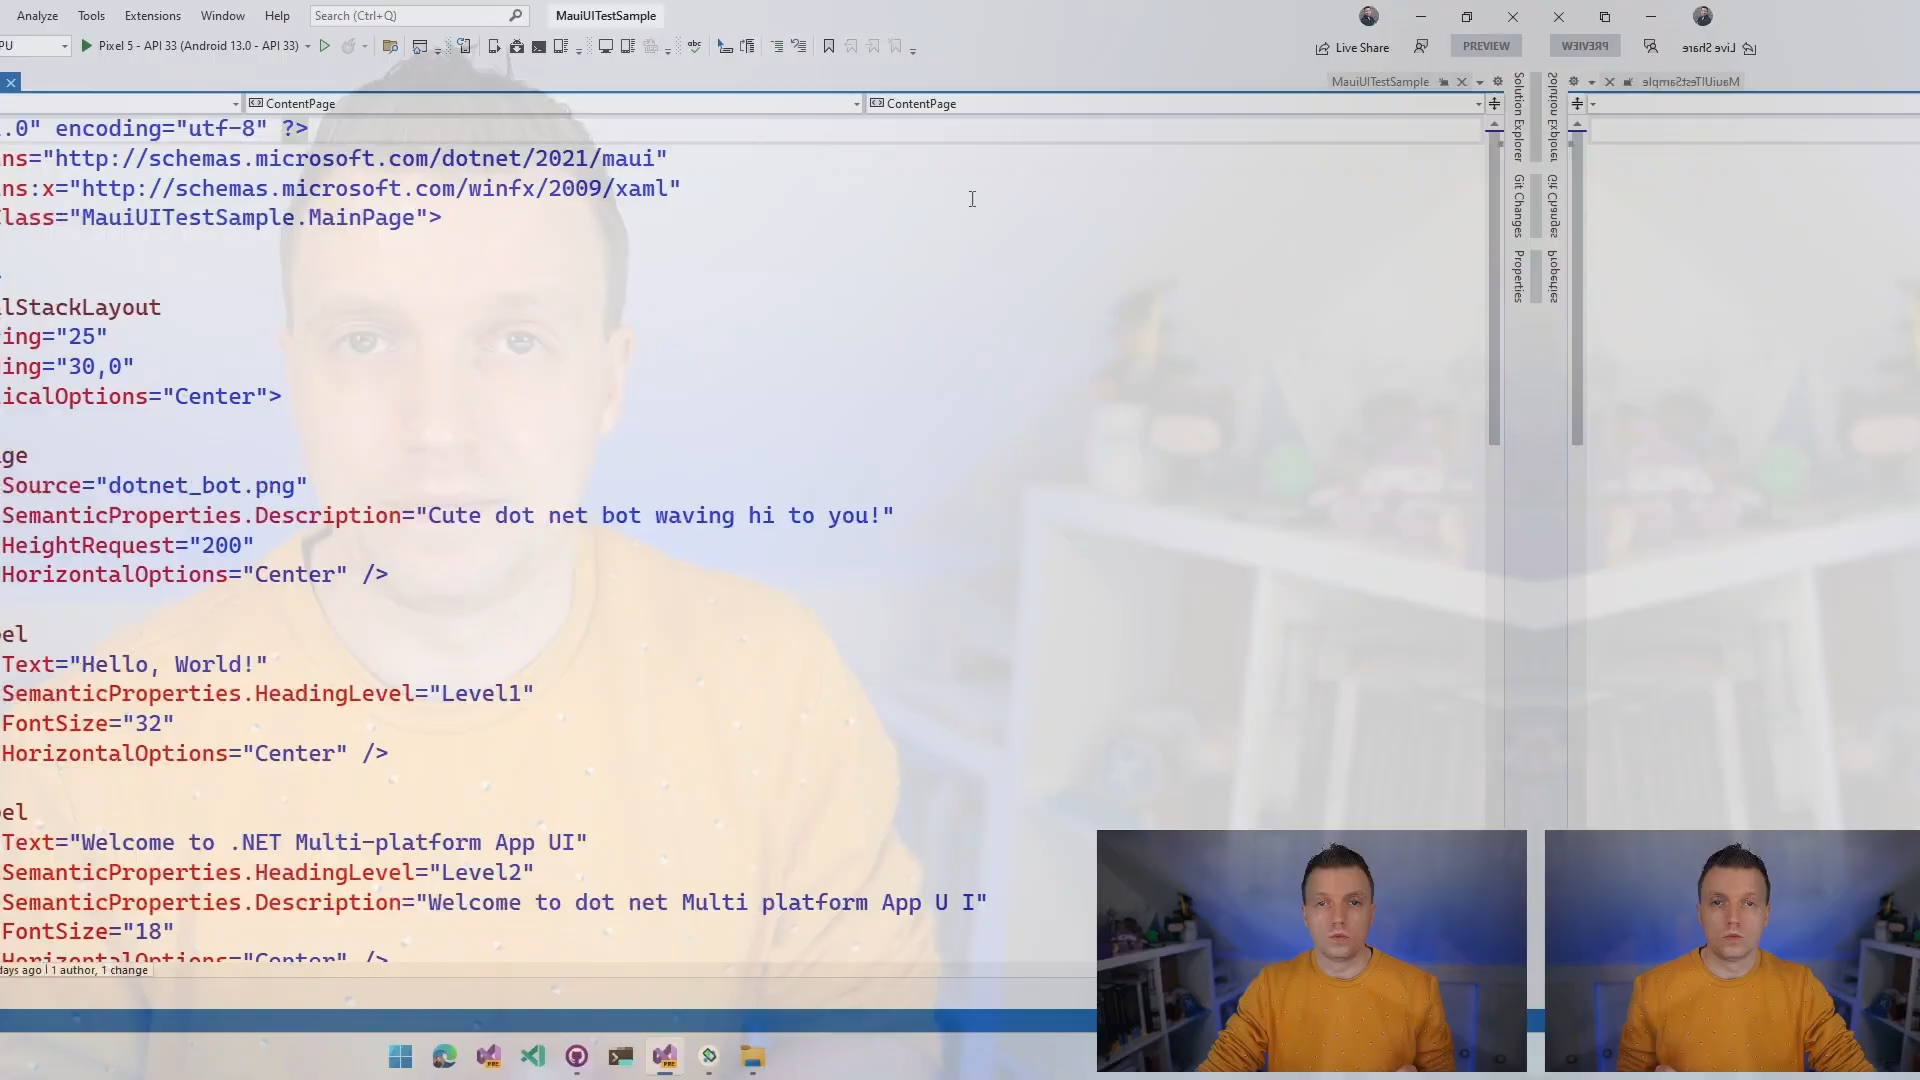 Analyze Tools Extensions Window Help Search (Ctrl+Q) MauiUITestSample
PU Pixel 5 - API 33 (Android 13.0 - API 33) Live Share PREVIEW PREVIEW Live Share
MauiUITestSample MauiUITestSample
ContentPage ContentPage
.0" encoding="utf-8" ?>
ns="http://schemas.microsoft.com/dotnet/2021/maui"
ns:x="http://schemas.microsoft.com/winfx/2009/xaml"
Class="MauiUITestSample.MainPage">
lStackLayout
ing="25"
ing="30,0"
icalOptions="Center">
ge
Source="dotnet_bot.png"
SemanticProperties.Description="Cute dot net bot waving hi to you!"
HeightRequest="200"
HorizontalOptions="Center" />
el
Text="Hello, World!"
SemanticProperties.HeadingLevel="Level1"
FontSize="32"
HorizontalOptions="Center" />
el
Text="Welcome to .NET Multi-platform App UI"
SemanticProperties.HeadingLevel="Level2"
SemanticProperties.Description="Welcome to dot net Multi platform App U I"
FontSize="18"
HorizontalOptions="Center" />
days ago | 1 author, 1 change
Solution Explorer
Git Changes
Properties
Solution Explorer
Git Changes
Properties